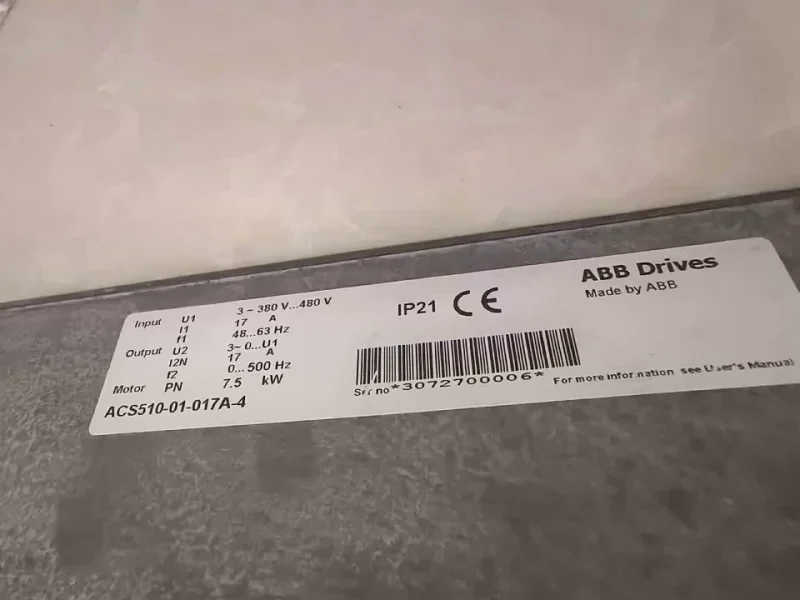 Input U1 3 ~ 380 V...480 V
I1 17 A
f1 48...63 Hz
Output U2 3~ 0...U1
I2N 17 A
f2 0...500 Hz
Motor PN 7.5 kW
ACS510-01-017A-4
IP21 CE
*3072700006*
ABB Drives
Made by ABB
For more information see User's Manual